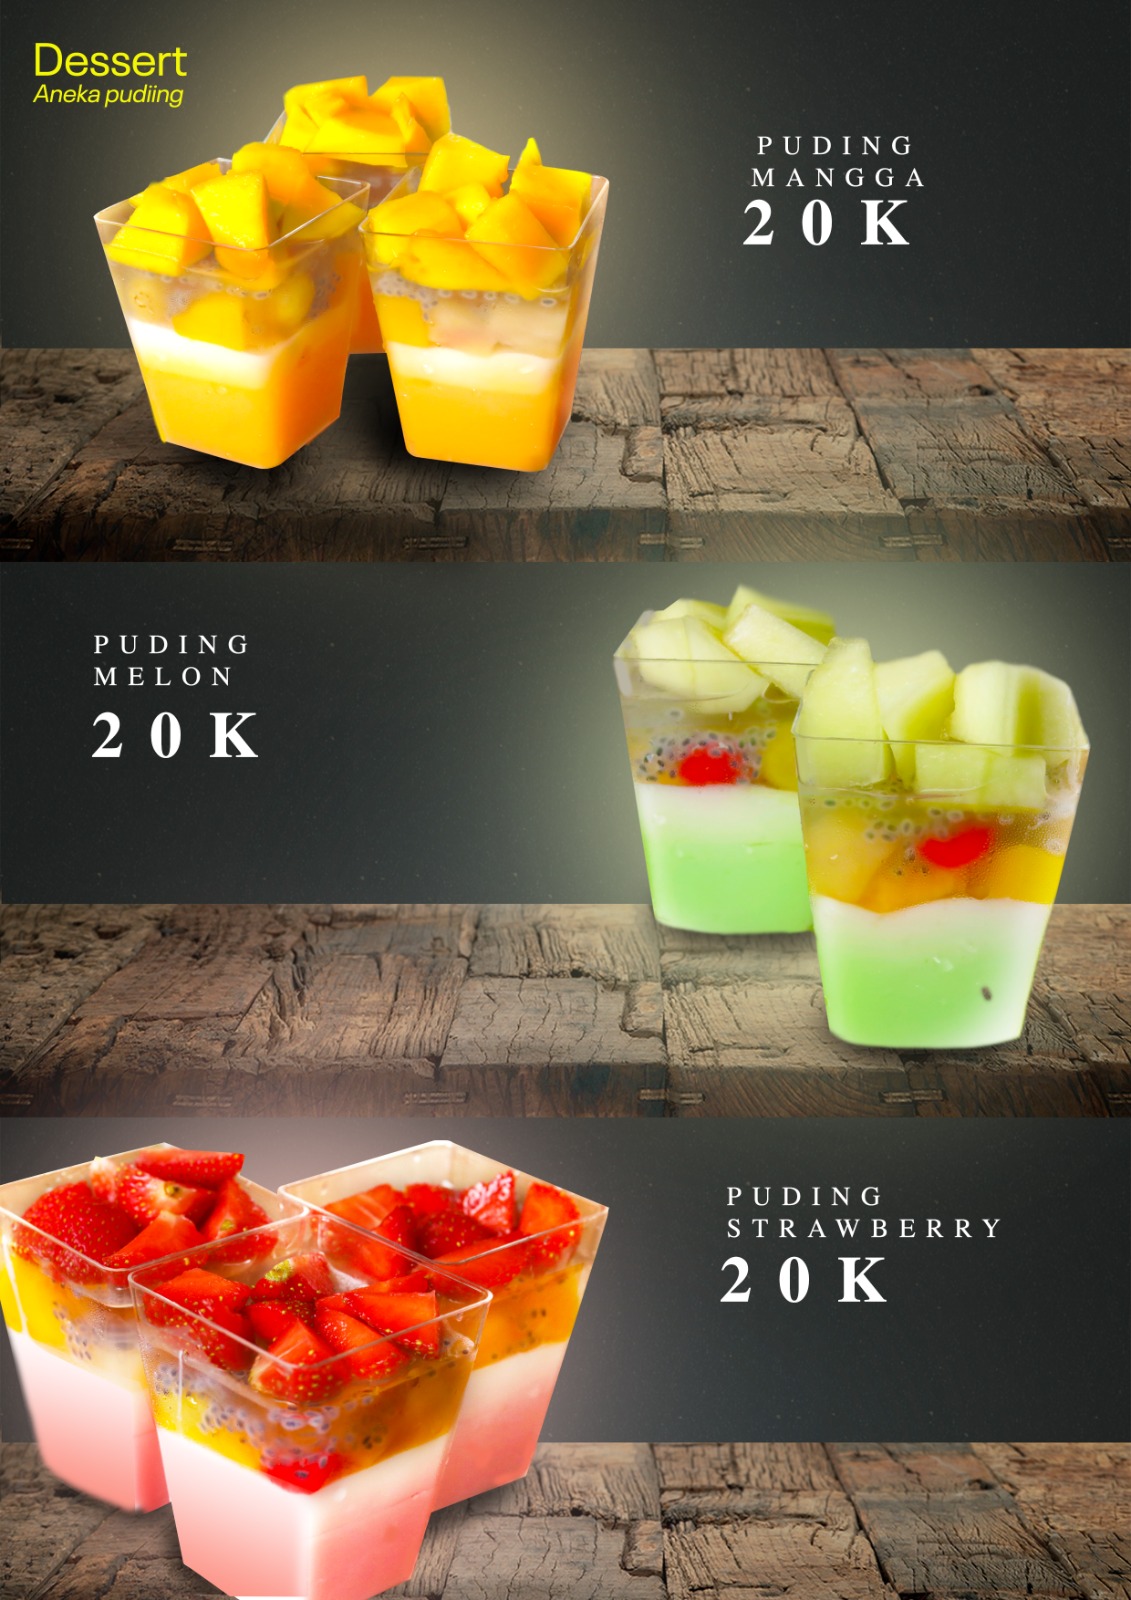 Dessert
Aneka pudiing
PUDING
MANGGA
20K
PUDING
MELON
20K
PUDING
STRAWBERRY
20K